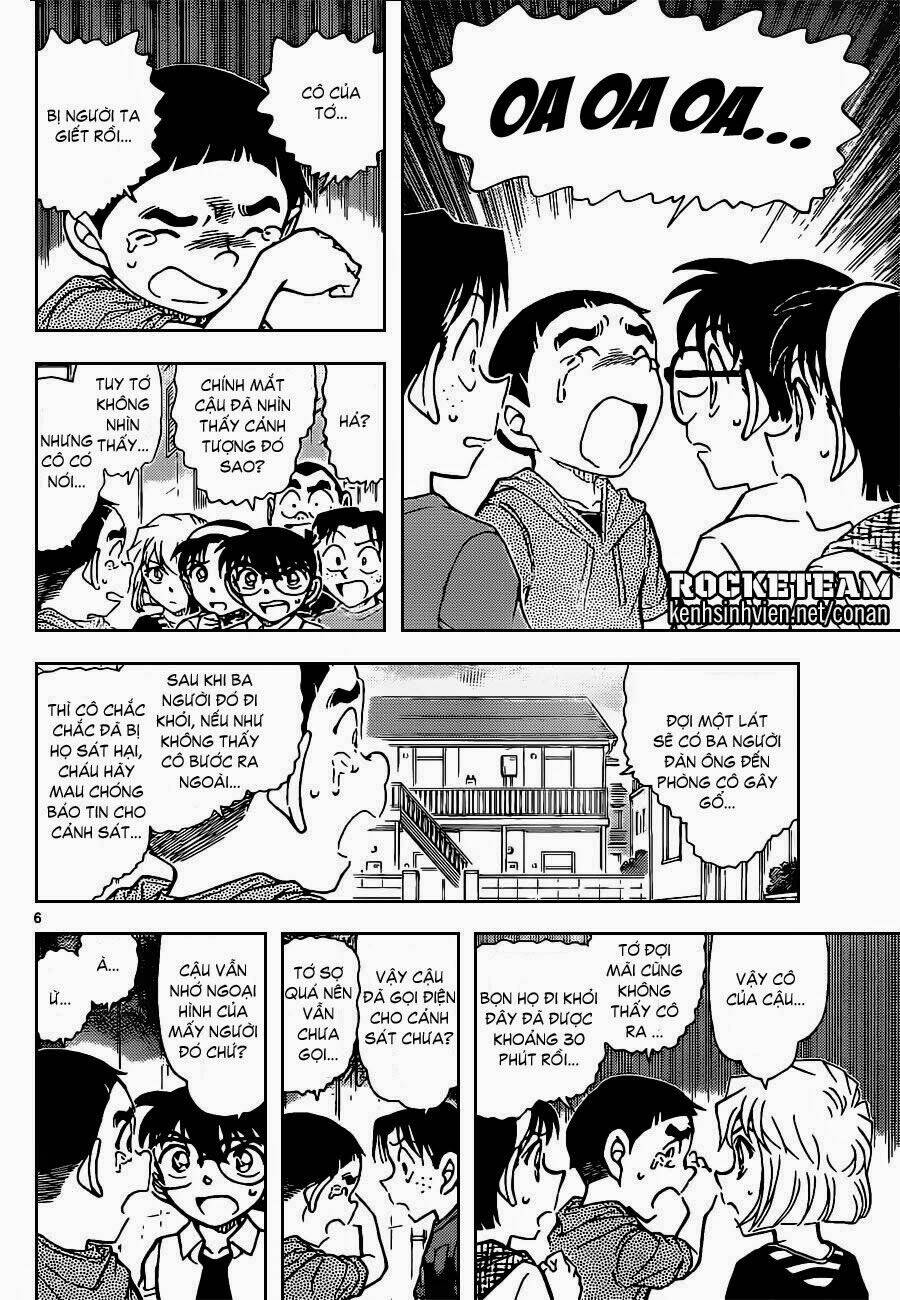 OA OA OA...
CÔ CỦA
TỚ...
BỊ NGƯỜI TA
GIẾT RỒI...
ROCKETEAM
kenhsinhvien.net/conan
HẢ?
CHÍNH MẮT
CẬU ĐÃ NHÌN
THẤY CẢNH
TƯỢNG ĐÓ
SAO?
TUY TỚ
KHÔNG
NHÌN
THẤY...
NHƯNG
CÔ CÓ
NÓI...
ĐỢI MỘT LÁT
SẼ CÓ BA NGƯỜI
ĐÀN ÔNG ĐẾN
PHÒNG CÔ GÂY
GỔ...
SAU KHI BA
NGƯỜI ĐÓ ĐI
KHỎI, NẾU NHƯ
KHÔNG THẤY
CÔ BƯỚC RA
NGOÀI...
THÌ CÔ CHẮC
CHẮC ĐÃ BỊ
HỌ SÁT HẠI,
CHÁU HÃY
MAU CHÓNG
BÁO TIN CHO
CẢNH SÁT...
6
VẬY CÔ
CỦA CẬU...
TỚ ĐỢI
MÃI CŨNG
KHÔNG
THẤY CÔ
RA ...
BỌN HỌ ĐI KHỎI
ĐÂY ĐÃ ĐƯỢC
KHOẢNG 30
PHÚT RỒI...
VẬY CẬU
ĐÃ GỌI ĐIỆN
CHO CẢNH
SÁT CHƯA?
TỚ SỢ
QUÁ NÊN
VẪN
CHƯA
GỌI...
CẬU VẪN
NHỚ NGOẠI
HÌNH CỦA
MẤY NGƯỜI
ĐÓ CHỨ?
À...
Ừ...